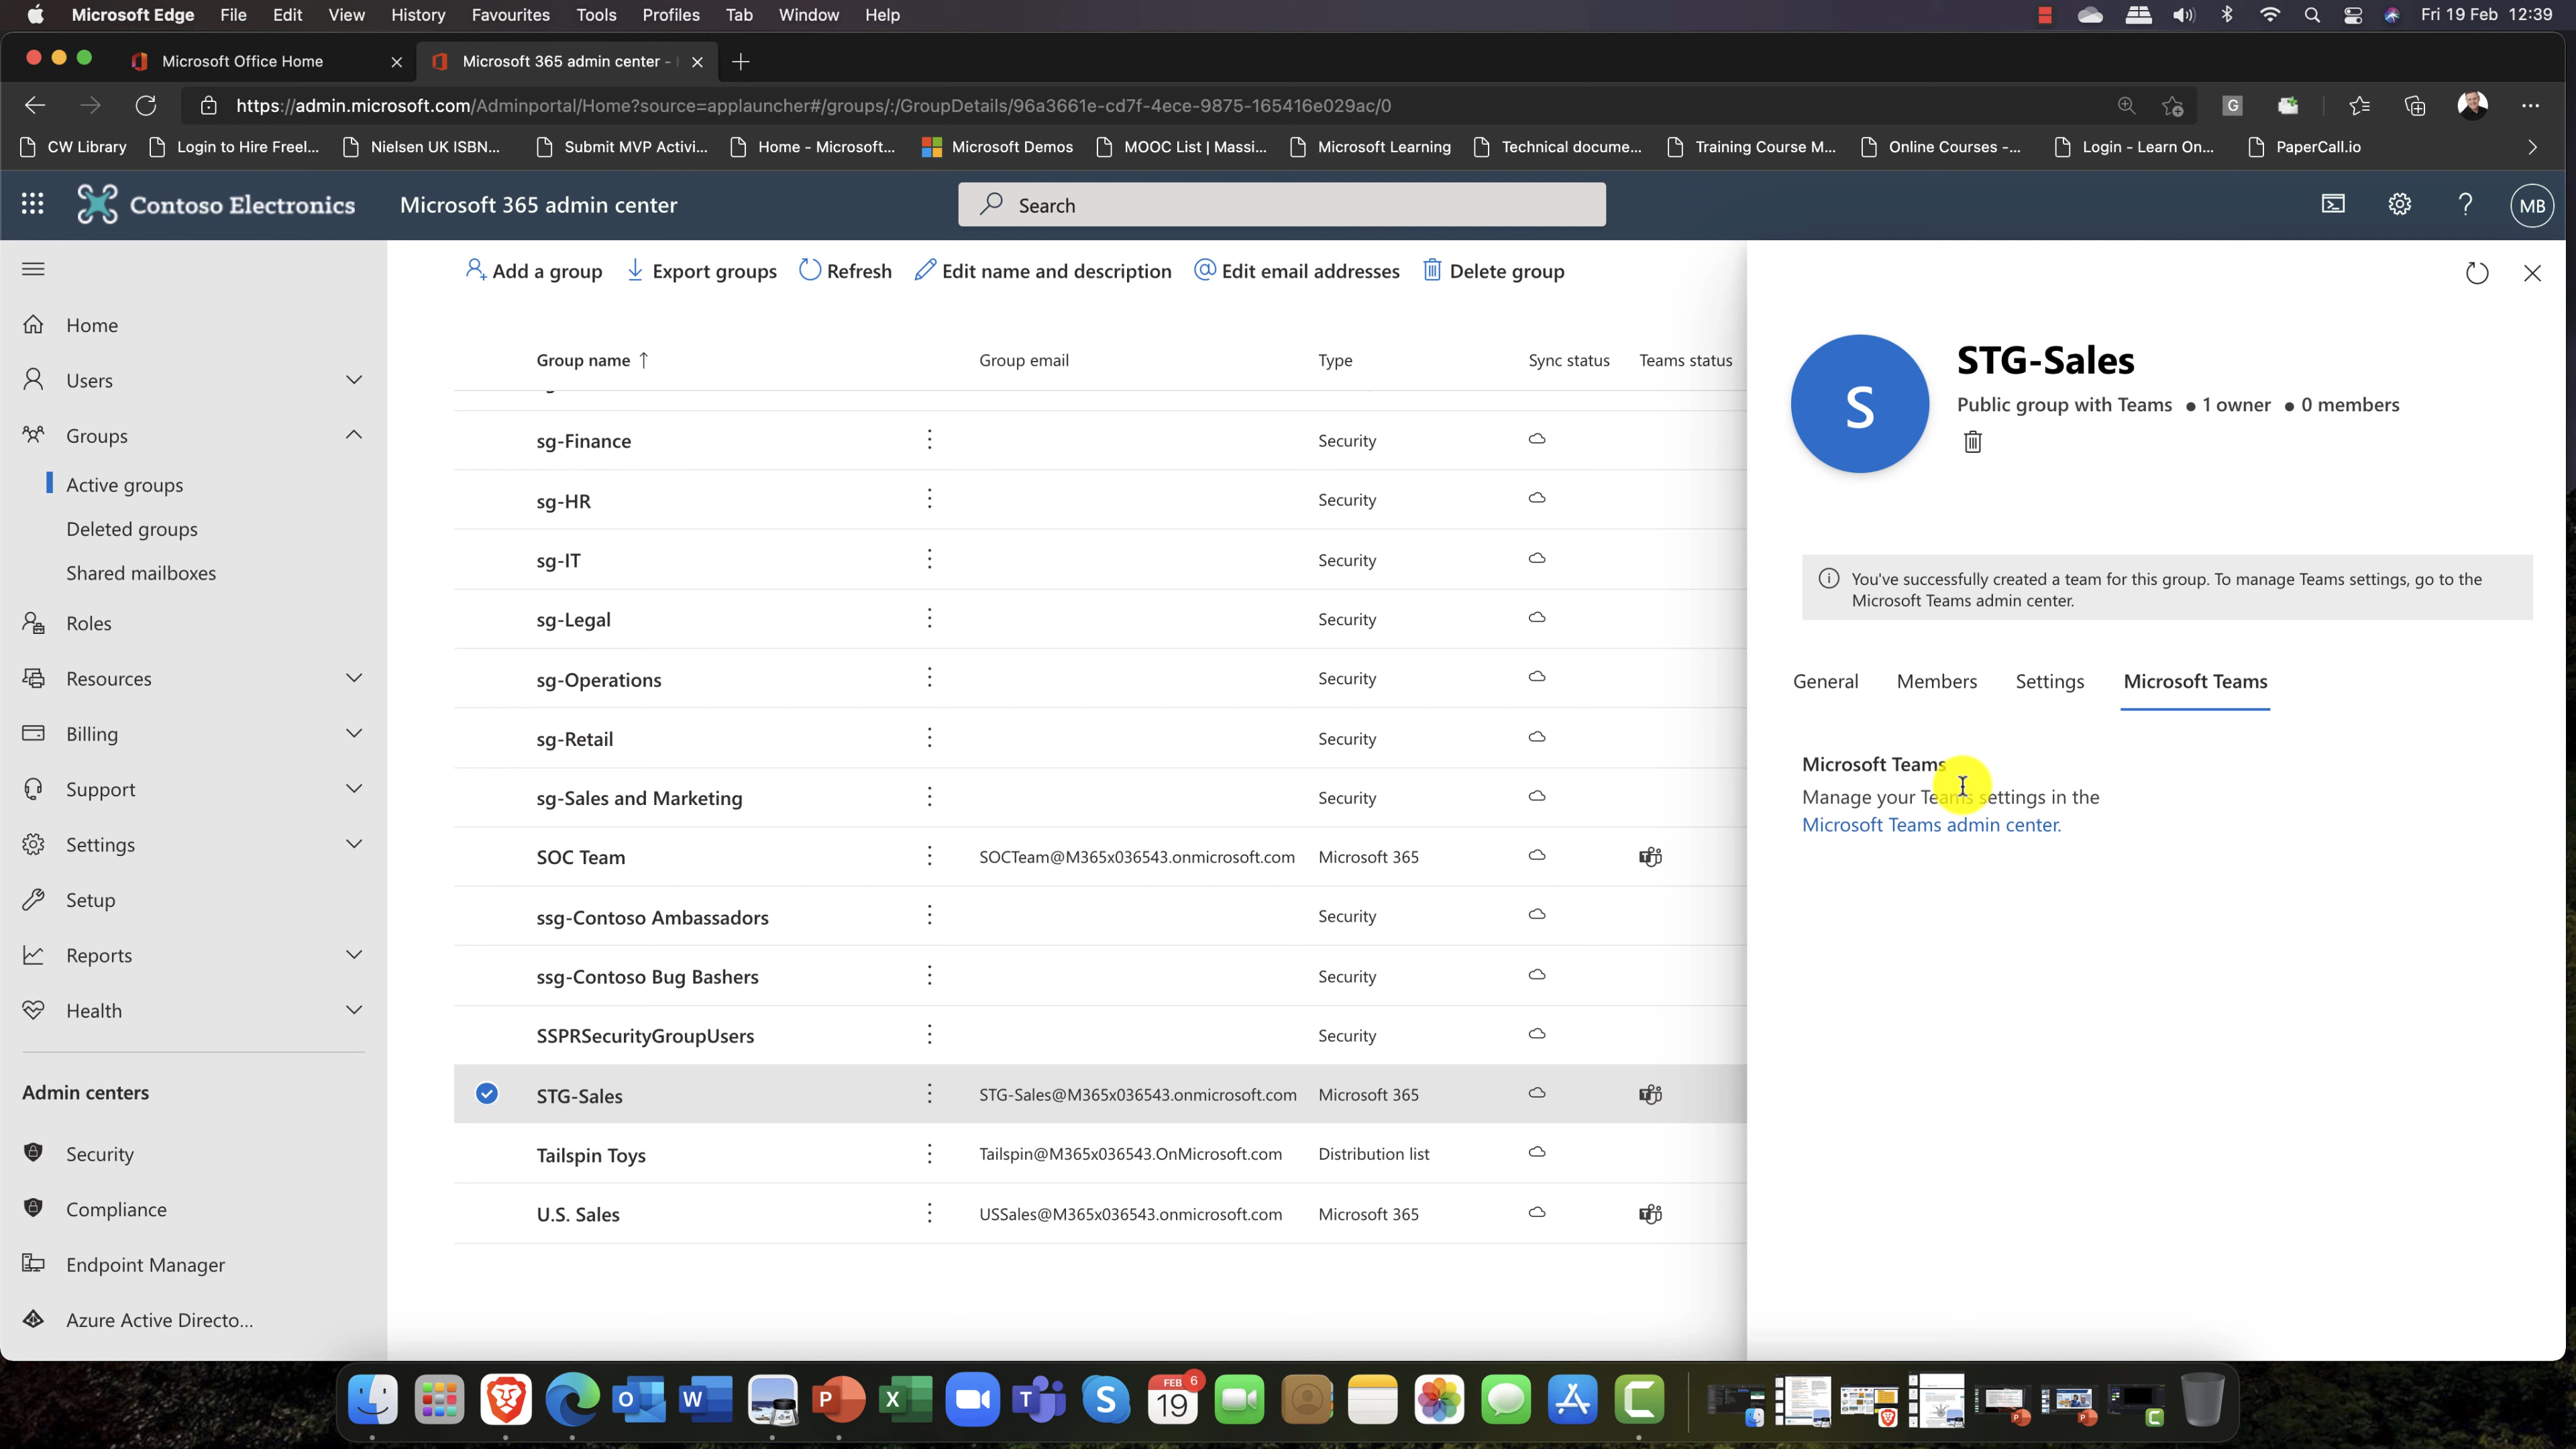 Microsoft Edge File Edit View History Favourites Tools Profiles Tab Window Help Fri 19 Feb 12:39
Microsoft Office Home Microsoft 365 admin center -
https://admin.microsoft.com/Adminportal/Home?source=applauncher#/groups/:/GroupDetails/96a3661e-cd7f-4ece-9875-165416e029ac/0 G
CW Library Login to Hire Freel... Nielsen UK ISBN... Submit MVP Activi... Home - Microsoft... Microsoft Demos MOOC List | Massi... Microsoft Learning Technical docume... Training Course M... Online Courses -... Login - Learn On... PaperCall.io
Contoso Electronics Microsoft 365 admin center Search ? MB
Home
Users
Groups
Active groups
Deleted groups
Shared mailboxes
Roles
Resources
Billing
Support
Settings
Setup
Reports
Health
Admin centers
Security
Compliance
Endpoint Manager
Azure Active Directo...
Add a group Export groups Refresh Edit name and description Edit email addresses Delete group
Group name ↑ Group email Type Sync status Teams status
sg-Finance Security
sg-HR Security
sg-IT Security
sg-Legal Security
sg-Operations Security
sg-Retail Security
sg-Sales and Marketing Security
SOC Team SOCTeam@M365x036543.onmicrosoft.com Microsoft 365
ssg-Contoso Ambassadors Security
ssg-Contoso Bug Bashers Security
SSPRSecurityGroupUsers Security
STG-Sales STG-Sales@M365x036543.onmicrosoft.com Microsoft 365
Tailspin Toys Tailspin@M365x036543.OnMicrosoft.com Distribution list
U.S. Sales USSales@M365x036543.onmicrosoft.com Microsoft 365
S
STG-Sales
Public group with Teams • 1 owner • 0 members
You've successfully created a team for this group. To manage Teams settings, go to the
Microsoft Teams admin center.
General Members Settings Microsoft Teams
Microsoft Teams
Manage your Teams settings in the
Microsoft Teams admin center.
FEB 6
19